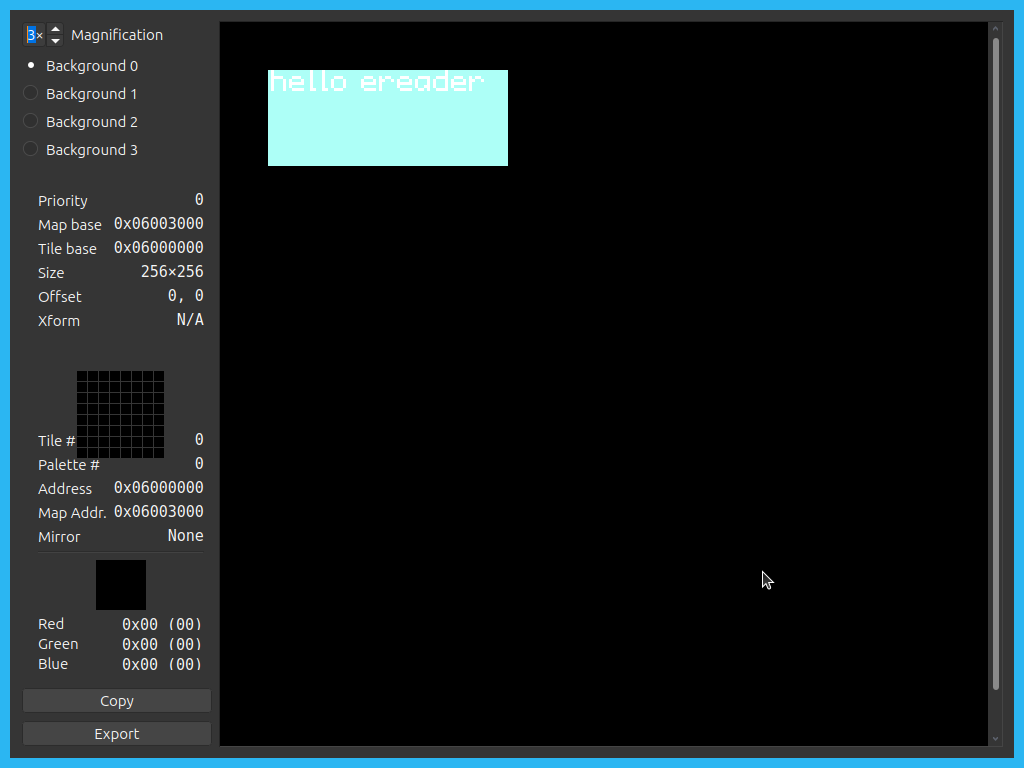 3× Magnification
Background 0
Background 1
Background 2
Background 3
Priority 0
Map base 0x06003000
Tile base 0x06000000
Size 256×256
Offset 0, 0
Xform N/A
Tile # 0
Palette # 0
Address 0x06000000
Map Addr. 0x06003000
Mirror None
Red 0x00 (00)
Green 0x00 (00)
Blue 0x00 (00)
Copy
Export
hello ereader